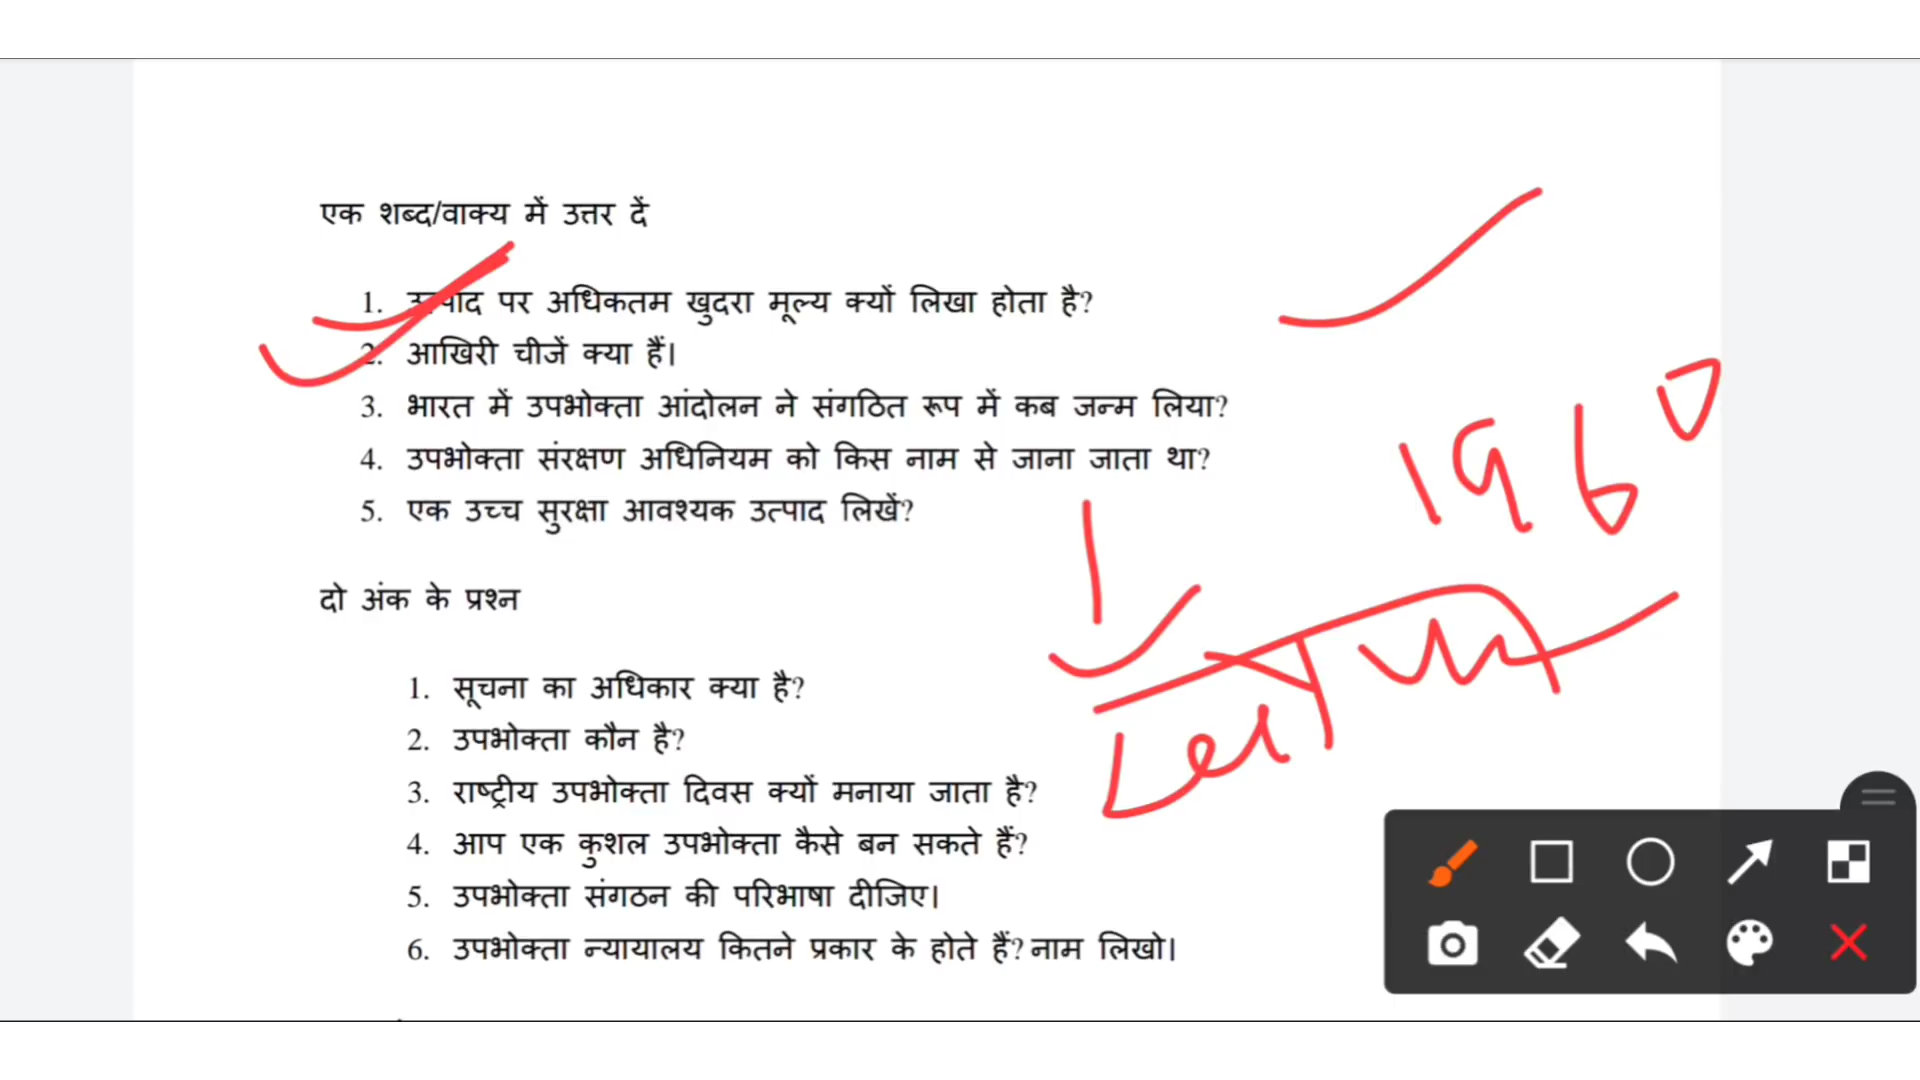 एक शब्द/वाक्य में उत्तर दें
1. उत्पाद पर अधिकतम खुदरा मूल्य क्यों लिखा होता है?
2. आखिरी चीजें क्या हैं।
3. भारत में उपभोक्ता आंदोलन ने संगठित रूप में कब जन्म लिया?
1960
4. उपभोक्ता संरक्षण अधिनियम को किस नाम से जाना जाता था?
5. एक उच्च सुरक्षा आवश्यक उत्पाद लिखें?
दो अंक के प्रश्न
1. सूचना का अधिकार क्या है?
2. उपभोक्ता कौन है?
3. राष्ट्रीय उपभोक्ता दिवस क्यों मनाया जाता है?
4. आप एक कुशल उपभोक्ता कैसे बन सकते हैं?
5. उपभोक्ता संगठन की परिभाषा दीजिए।
6. उपभोक्ता न्यायालय कितने प्रकार के होते हैं? नाम लिखो।